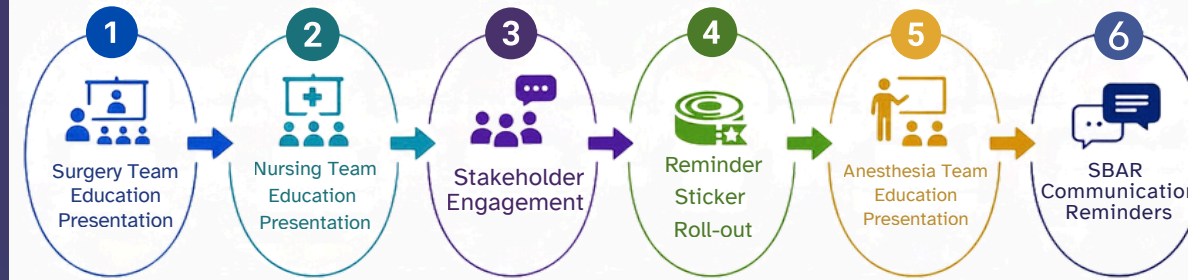 1
Surgery Team
Education
Presentation
2
Nursing Team
Education
Presentation
3
Stakeholder
Engagement
4
Reminder
Sticker
Roll-out
5
Anesthesia Team
Education
Presentation
6
SBAR
Communication
Reminders